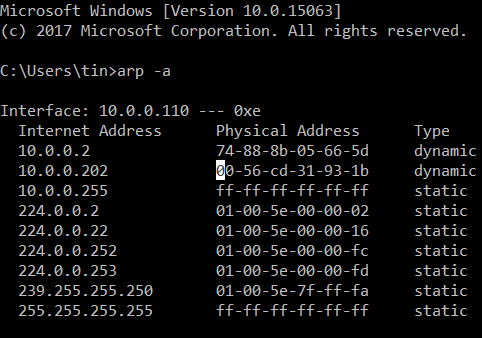 Microsoft Windows [Version 10.0.15063]
(c) 2017 Microsoft Corporation. All rights reserved.
C:\Users\tin>arp -a
Interface: 10.0.0.110 --- 0xe
Internet Address Physical Address Type
10.0.0.2 74-88-8b-05-66-5d dynamic
10.0.0.202 00-56-cd-31-93-1b dynamic
10.0.0.255 ff-ff-ff-ff-ff-ff static
224.0.0.2 01-00-5e-00-00-02 static
224.0.0.22 01-00-5e-00-00-16 static
224.0.0.252 01-00-5e-00-00-fc static
224.0.0.253 01-00-5e-00-00-fd static
239.255.255.250 01-00-5e-7f-ff-fa static
255.255.255.255 ff-ff-ff-ff-ff-ff static